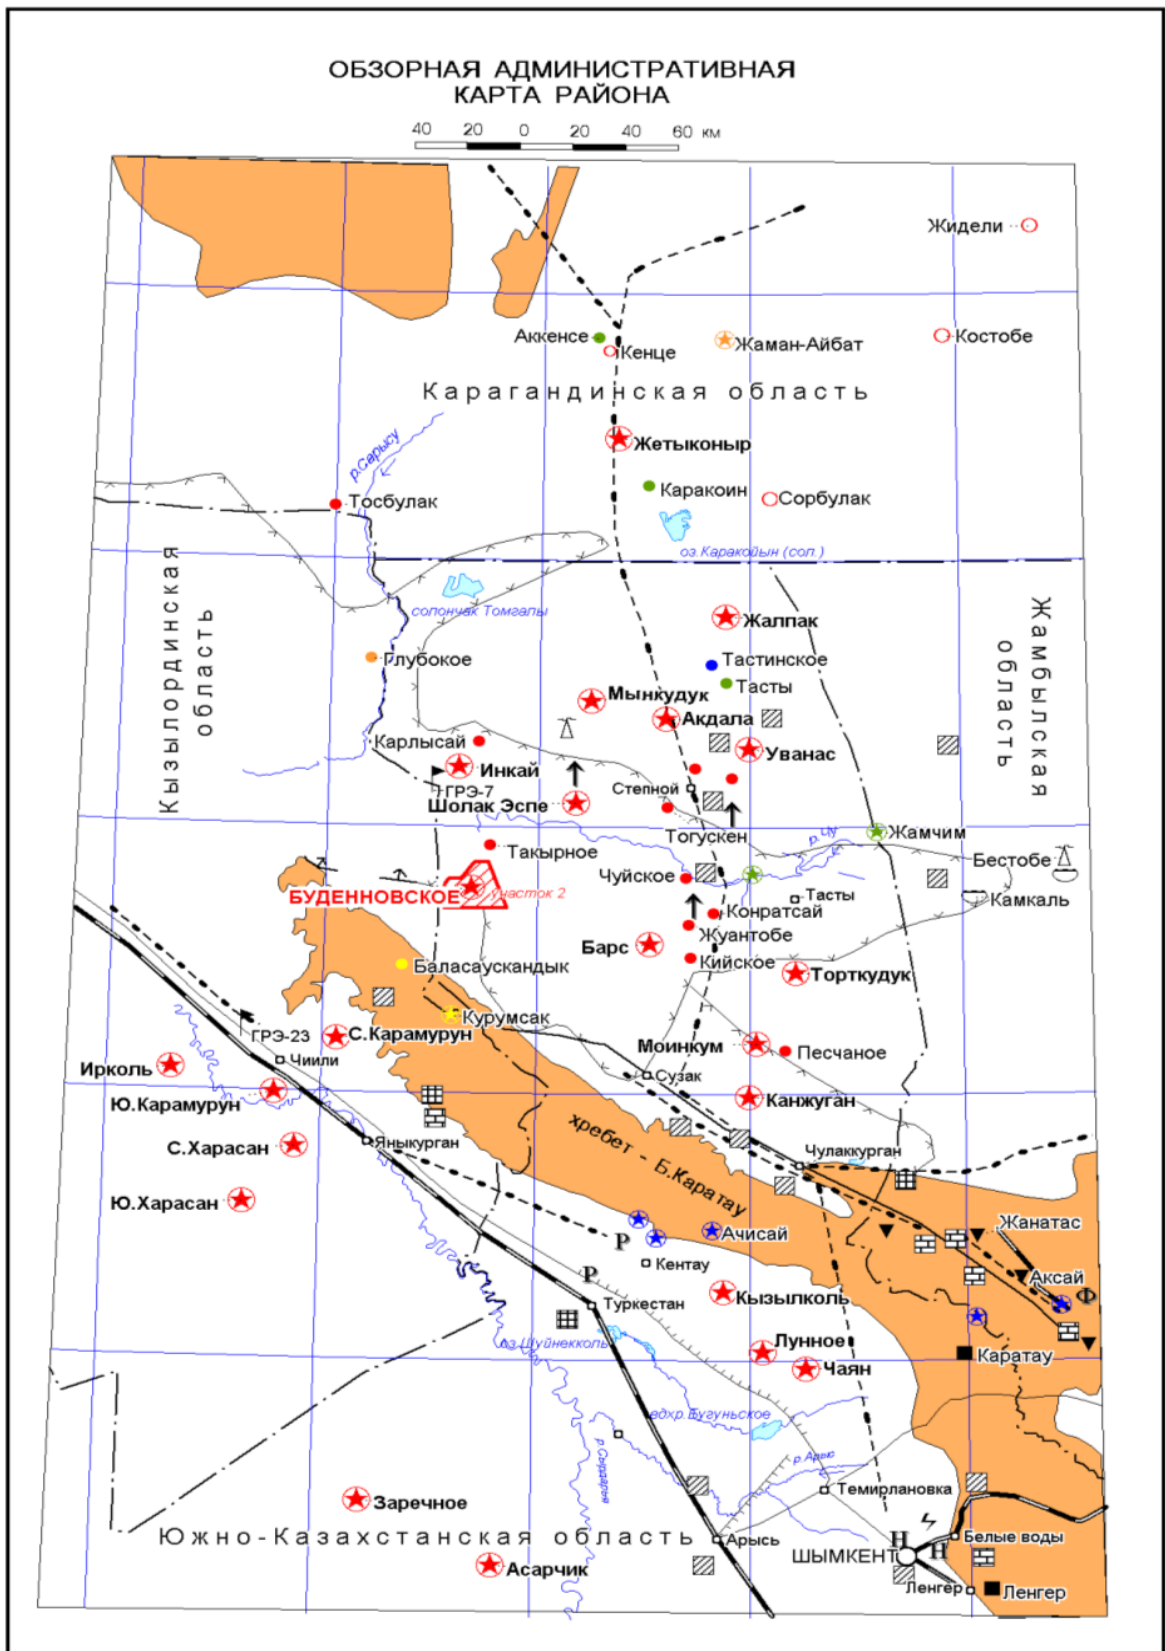 ОБЗОРНАЯ АДМИНИСТРАТИВНАЯ
КАРТА РАЙОНА
40 20 0 20 40 60 км
Жидели
Аккенсе
Кенце
Жаман-Айбат
Костобе
Карагандинская область
р.Сарысу
Жетыконыр
Каракоин
Сорбулак
Тосбулак
оз.Каракойын (сол.)
Кызылординская
область
Жамбылская
область
солончак Томгалы
Жалпак
Глубокое
Тастинское
Тасты
Мынкудук
Акдала
Карлысай
Уванас
Инкай
ГРЭ-7
Степной
Шолак Эспе
Тогускен
р.Чу
Жамчим
Такырное
Бестобе
Чуйское
БУДЕННОВСКОЕ
участок 2
Тасты
Камкаль
Конратсай
Жуантобе
Барс
Кийское
Баласаускандык
Торткудук
Курумсак
ГРЭ-23
С.Карамурун
Моинкум
Песчаное
Чиили
Ирколь
Сузак
Ю.Карамурун
Канжуган
хребет - Б.Каратау
С.Харасан
Яныкурган
Чулаккурган
Ю.Харасан
Ачисай
Жанатас
Р
Кентау
Р
Аксай
Ф
Кызылколь
Туркестан
оз.Шуйнекколь
Лунное
Каратау
Чаян
вдхр.Бугуньское
р.Сырдарья
р.Арыс
Темирлановка
Заречное
Южно-Казахстанская область
Арысь
Н
Белые воды
ШЫМКЕНТ
Н
Асарчик
Ленгер
Ленгер